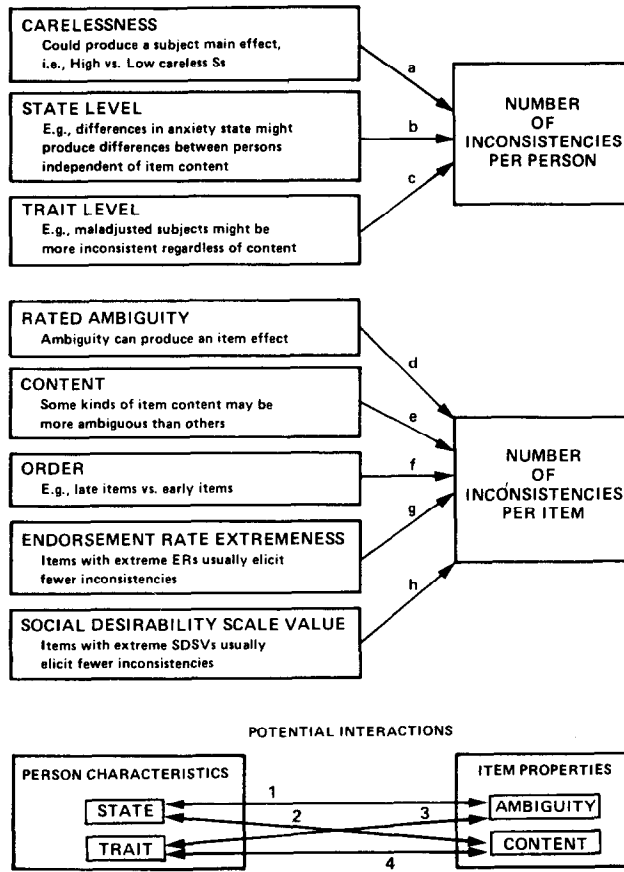 CARELESSNESS
Could produce a subject main effect,
i.e., High vs. Low careless Ss
a
STATE LEVEL
E.g., differences in anxiety state might
produce differences between persons
independent of item content
b
TRAIT LEVEL
E.g., maladjusted subjects might be
more inconsistent regardless of content
c
NUMBER
OF
INCONSISTENCIES
PER PERSON
RATED AMBIGUITY
Ambiguity can produce an item effect
d
CONTENT
Some kinds of item content may be
more ambiguous than others
e
ORDER
E.g., late items vs. early items
f
ENDORSEMENT RATE EXTREMENESS
Items with extreme ERs usually elicit
fewer inconsistencies
g
SOCIAL DESIRABILITY SCALE VALUE
Items with extreme SDSVs usually
elicit fewer inconsistencies
h
NUMBER
OF
INCONSISTENCIES
PER ITEM
POTENTIAL INTERACTIONS
PERSON CHARACTERISTICS
STATE
TRAIT
1
2
3
4
ITEM PROPERTIES
AMBIGUITY
CONTENT